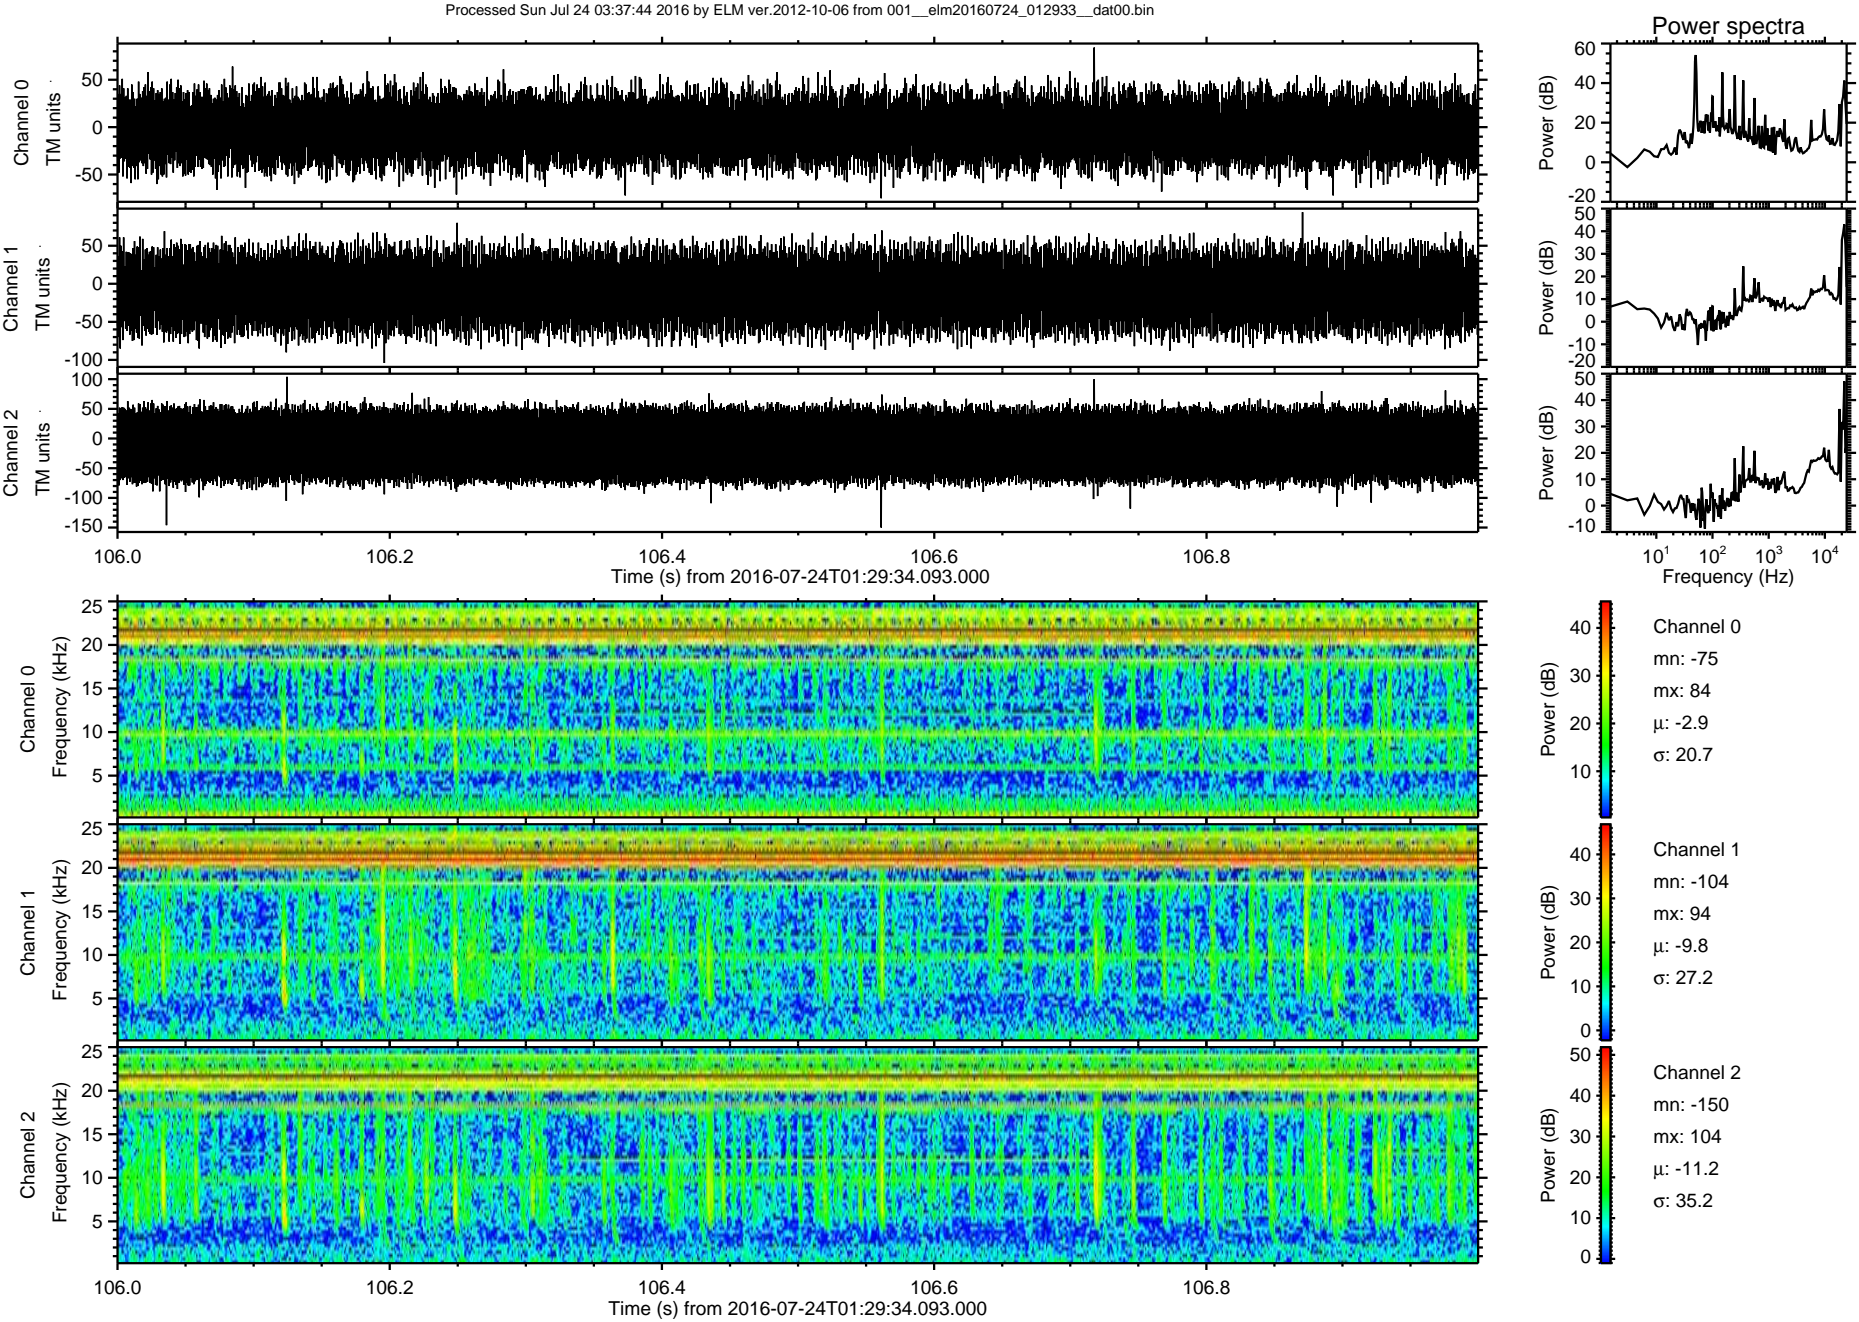 Processed Sun Jul 24 03:37:44 2016 by ELM ver.2012-10-06 from 001__elm20160724_012933__dat00.bin
Power spectra
Channel 0
TM units
50
0
-50
Power (dB)
60
40
20
0
-20
Channel 1
TM units
50
0
-50
-100
Power (dB)
50
40
30
20
10
0
-10
-20
Channel 2
TM units
100
50
0
-50
-100
-150
Power (dB)
50
40
30
20
10
0
-10
106.0 106.2 106.4 106.6 106.8
Time (s) from 2016-07-24T01:29:34.093.000
10¹ 10² 10³ 10⁴
Frequency (Hz)
Channel 0
Frequency (kHz)
25
20
15
10
5
Power (dB)
40
30
20
10
Channel 0
mn: -75
mx: 84
μ: -2.9
σ: 20.7
Channel 1
Frequency (kHz)
25
20
15
10
5
Power (dB)
40
30
20
10
0
Channel 1
mn: -104
mx: 94
μ: -9.8
σ: 27.2
Channel 2
Frequency (kHz)
25
20
15
10
5
Power (dB)
50
40
30
20
10
0
Channel 2
mn: -150
mx: 104
μ: -11.2
σ: 35.2
106.0 106.2 106.4 106.6 106.8
Time (s) from 2016-07-24T01:29:34.093.000